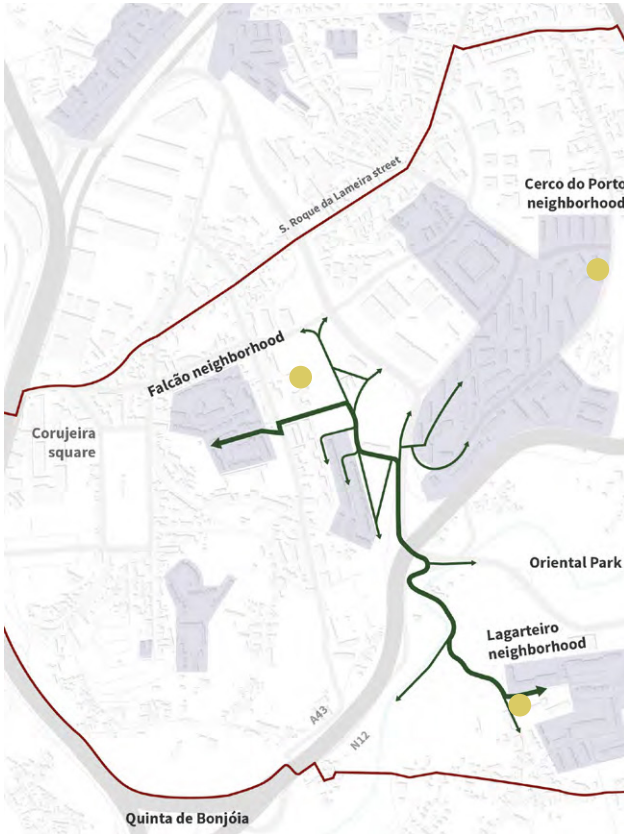 S. Roque da Lameira street
Cerco do Porto
neighborhood
Falcão neighborhood
Corujeira
square
Oriental Park
Lagarteiro
neighborhood
A43
N12
Quinta de Bonjóia